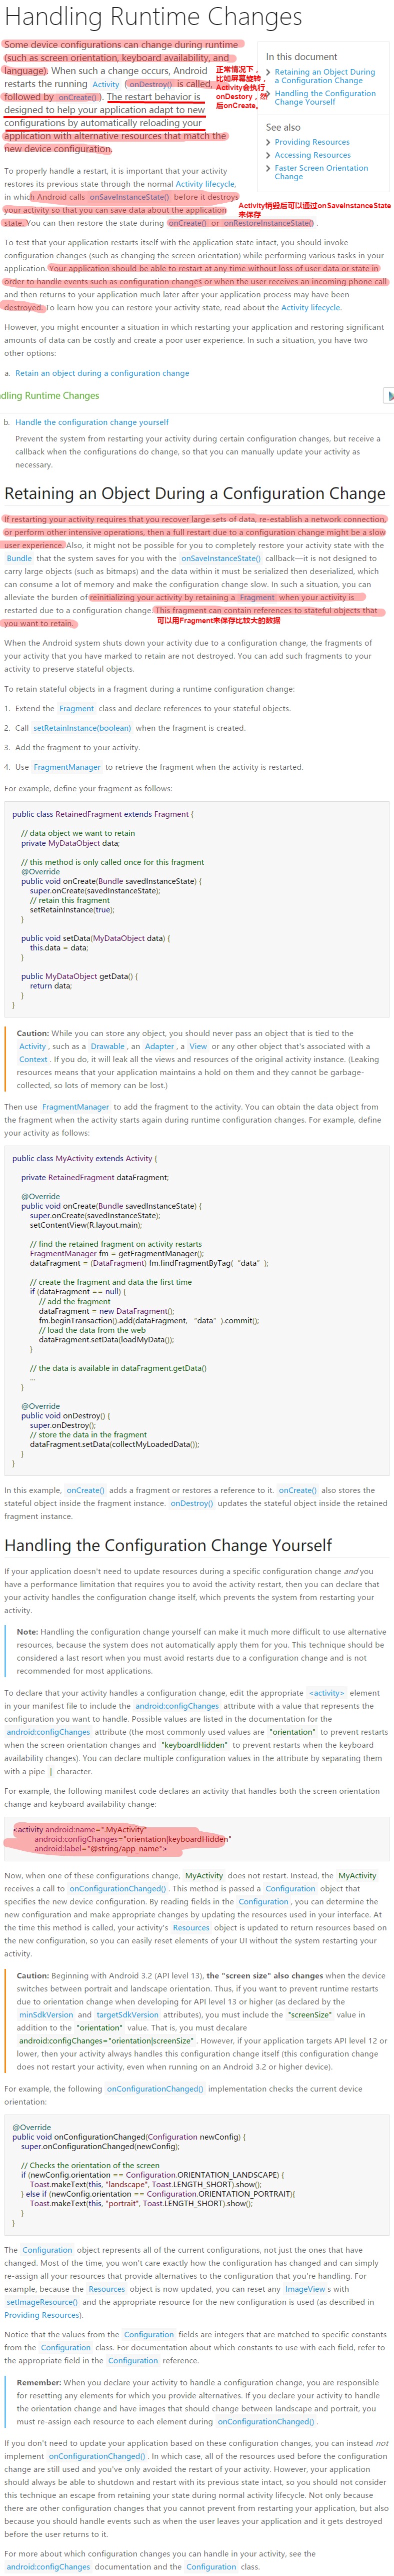 Handling Runtime Changes
Some device configurations can change during runtime
(such as screen orientation, keyboard availability, and
language). When such a change occurs, Android
restarts the running Activity ( onDestroy() is called,
followed by onCreate() ). The restart behavior is
designed to help your application adapt to new
configurations by automatically reloading your
application with alternative resources that match the
new device configuration.
正常情况下,
比如屏幕旋转,
Activity会执行
onDestory,然
后onCreate。
In this document
Retaining an Object During
a Configuration Change
Handling the Configuration
Change Yourself
See also
Providing Resources
Accessing Resources
Faster Screen Orientation
Change
To properly handle a restart, it is important that your activity
restores its previous state through the normal Activity lifecycle,
in which Android calls onSaveInstanceState() before it destroys
your activity so that you can save data about the application
state. You can then restore the state during onCreate() or onRestoreInstanceState() .
Activity销毁后可以通过onSaveInstanceState
来保存
To test that your application restarts itself with the application state intact, you should invoke
configuration changes (such as changing the screen orientation) while performing various tasks in your
application. Your application should be able to restart at any time without loss of user data or state in
order to handle events such as configuration changes or when the user receives an incoming phone call
and then returns to your application much later after your application process may have been
destroyed. To learn how you can restore your activity state, read about the Activity lifecycle.
However, you might encounter a situation in which restarting your application and restoring significant
amounts of data can be costly and create a poor user experience. In such a situation, you have two
other options:
a. Retain an object during a configuration change
dling Runtime Changes
b. Handle the configuration change yourself
Prevent the system from restarting your activity during certain configuration changes, but receive a
callback when the configurations do change, so that you can manually update your activity as
necessary.
Retaining an Object During a Configuration Change
If restarting your activity requires that you recover large sets of data, re-establish a network connection,
or perform other intensive operations, then a full restart due to a configuration change might be a slow
user experience. Also, it might not be possible for you to completely restore your activity state with the
Bundle that the system saves for you with the onSaveInstanceState() callback—it is not designed to
carry large objects (such as bitmaps) and the data within it must be serialized then deserialized, which
can consume a lot of memory and make the configuration change slow. In such a situation, you can
alleviate the burden of reinitializing your activity by retaining a Fragment when your activity is
restarted due to a configuration change. This fragment can contain references to stateful objects that
you want to retain.
可以用Fragment来保存比较大的数据
When the Android system shuts down your activity due to a configuration change, the fragments of
your activity that you have marked to retain are not destroyed. You can add such fragments to your
activity to preserve stateful objects.
To retain stateful objects in a fragment during a runtime configuration change:
1. Extend the Fragment class and declare references to your stateful objects.
2. Call setRetainInstance(boolean) when the fragment is created.
3. Add the fragment to your activity.
4. Use FragmentManager to retrieve the fragment when the activity is restarted.
For example, define your fragment as follows:
public class RetainedFragment extends Fragment {
// data object we want to retain
private MyDataObject data;
// this method is only called once for this fragment
@Override
public void onCreate(Bundle savedInstanceState) {
super.onCreate(savedInstanceState);
// retain this fragment
setRetainInstance(true);
}
public void setData(MyDataObject data) {
this.data = data;
}
public MyDataObject getData() {
return data;
}
}
Caution: While you can store any object, you should never pass an object that is tied to the
Activity , such as a Drawable , an Adapter , a View or any other object that's associated with a
Context . If you do, it will leak all the views and resources of the original activity instance. (Leaking
resources means that your application maintains a hold on them and they cannot be garbage-
collected, so lots of memory can be lost.)
Then use FragmentManager to add the fragment to the activity. You can obtain the data object from
the fragment when the activity starts again during runtime configuration changes. For example, define
your activity as follows:
public class MyActivity extends Activity {
private RetainedFragment dataFragment;
@Override
public void onCreate(Bundle savedInstanceState) {
super.onCreate(savedInstanceState);
setContentView(R.layout.main);
// find the retained fragment on activity restarts
FragmentManager fm = getFragmentManager();
dataFragment = (DataFragment) fm.findFragmentByTag( “data” );
// create the fragment and data the first time
if (dataFragment == null) {
// add the fragment
dataFragment = new DataFragment();
fm.beginTransaction().add(dataFragment, “data” ).commit();
// load the data from the web
dataFragment.setData(loadMyData());
}
// the data is available in dataFragment.getData()
...
}
@Override
public void onDestroy() {
super.onDestroy();
// store the data in the fragment
dataFragment.setData(collectMyLoadedData());
}
}
In this example, onCreate() adds a fragment or restores a reference to it. onCreate() also stores the
stateful object inside the fragment instance. onDestroy() updates the stateful object inside the retained
fragment instance.
Handling the Configuration Change Yourself
If your application doesn't need to update resources during a specific configuration change and you
have a performance limitation that requires you to avoid the activity restart, then you can declare that
your activity handles the configuration change itself, which prevents the system from restarting your
activity.
Note: Handling the configuration change yourself can make it much more difficult to use alternative
resources, because the system does not automatically apply them for you. This technique should be
considered a last resort when you must avoid restarts due to a configuration change and is not
recommended for most applications.
To declare that your activity handles a configuration change, edit the appropriate <activity> element
in your manifest file to include the android:configChanges attribute with a value that represents the
configuration you want to handle. Possible values are listed in the documentation for the
android:configChanges attribute (the most commonly used values are "orientation" to prevent restarts
when the screen orientation changes and "keyboardHidden" to prevent restarts when the keyboard
availability changes). You can declare multiple configuration values in the attribute by separating them
with a pipe | character.
For example, the following manifest code declares an activity that handles both the screen orientation
change and keyboard availability change:
<activity android:name=".MyActivity"
android:configChanges="orientation|keyboardHidden"
android:label="@string/app_name">
Now, when one of these configurations change, MyActivity does not restart. Instead, the MyActivity
receives a call to onConfigurationChanged() . This method is passed a Configuration object that
specifies the new device configuration. By reading fields in the Configuration , you can determine the
new configuration and make appropriate changes by updating the resources used in your interface. At
the time this method is called, your activity's Resources object is updated to return resources based on
the new configuration, so you can easily reset elements of your UI without the system restarting your
activity.
Caution: Beginning with Android 3.2 (API level 13), the "screen size" also changes when the device
switches between portrait and landscape orientation. Thus, if you want to prevent runtime restarts
due to orientation change when developing for API level 13 or higher (as declared by the
minSdkVersion and targetSdkVersion attributes), you must include the "screenSize" value in
addition to the "orientation" value. That is, you must decalare
android:configChanges="orientation|screenSize" . However, if your application targets API level 12 or
lower, then your activity always handles this configuration change itself (this configuration change
does not restart your activity, even when running on an Android 3.2 or higher device).
For example, the following onConfigurationChanged() implementation checks the current device
orientation:
@Override
public void onConfigurationChanged(Configuration newConfig) {
super.onConfigurationChanged(newConfig);
// Checks the orientation of the screen
if (newConfig.orientation == Configuration.ORIENTATION_LANDSCAPE) {
Toast.makeText(this, "landscape", Toast.LENGTH_SHORT).show();
} else if (newConfig.orientation == Configuration.ORIENTATION_PORTRAIT){
Toast.makeText(this, "portrait", Toast.LENGTH_SHORT).show();
}
}
The Configuration object represents all of the current configurations, not just the ones that have
changed. Most of the time, you won't care exactly how the configuration has changed and can simply
re-assign all your resources that provide alternatives to the configuration that you're handling. For
example, because the Resources object is now updated, you can reset any ImageView s with
setImageResource() and the appropriate resource for the new configuration is used (as described in
Providing Resources).
Notice that the values from the Configuration fields are integers that are matched to specific constants
from the Configuration class. For documentation about which constants to use with each field, refer to
the appropriate field in the Configuration reference.
Remember: When you declare your activity to handle a configuration change, you are responsible
for resetting any elements for which you provide alternatives. If you declare your activity to handle
the orientation change and have images that should change between landscape and portrait, you
must re-assign each resource to each element during onConfigurationChanged() .
If you don't need to update your application based on these configuration changes, you can instead not
implement onConfigurationChanged() . In which case, all of the resources used before the configuration
change are still used and you've only avoided the restart of your activity. However, your application
should always be able to shutdown and restart with its previous state intact, so you should not consider
this technique an escape from retaining your state during normal activity lifecycle. Not only because
there are other configuration changes that you cannot prevent from restarting your application, but also
because you should handle events such as when the user leaves your application and it gets destroyed
before the user returns to it.
For more about which configuration changes you can handle in your activity, see the
android:configChanges documentation and the Configuration class.